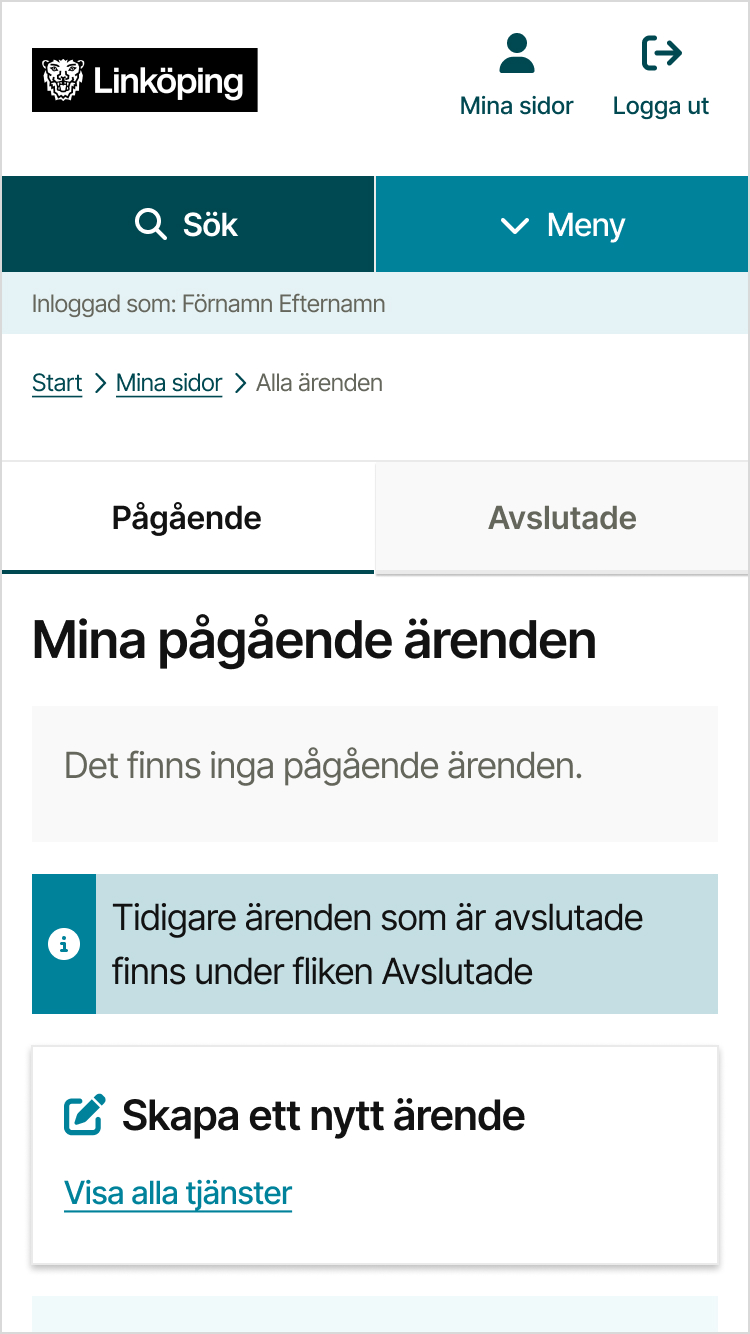 Linköping
Mina sidor
Logga ut
Sök
Meny
Inloggad som: Förnamn Efternamn
Start
Mina sidor
Alla ärenden
Pågående
Avslutade
Mina pågående ärenden
Det finns inga pågående ärenden.
Tidigare ärenden som är avslutade
finns under fliken Avslutade
Skapa ett nytt ärende
Visa alla tjänster